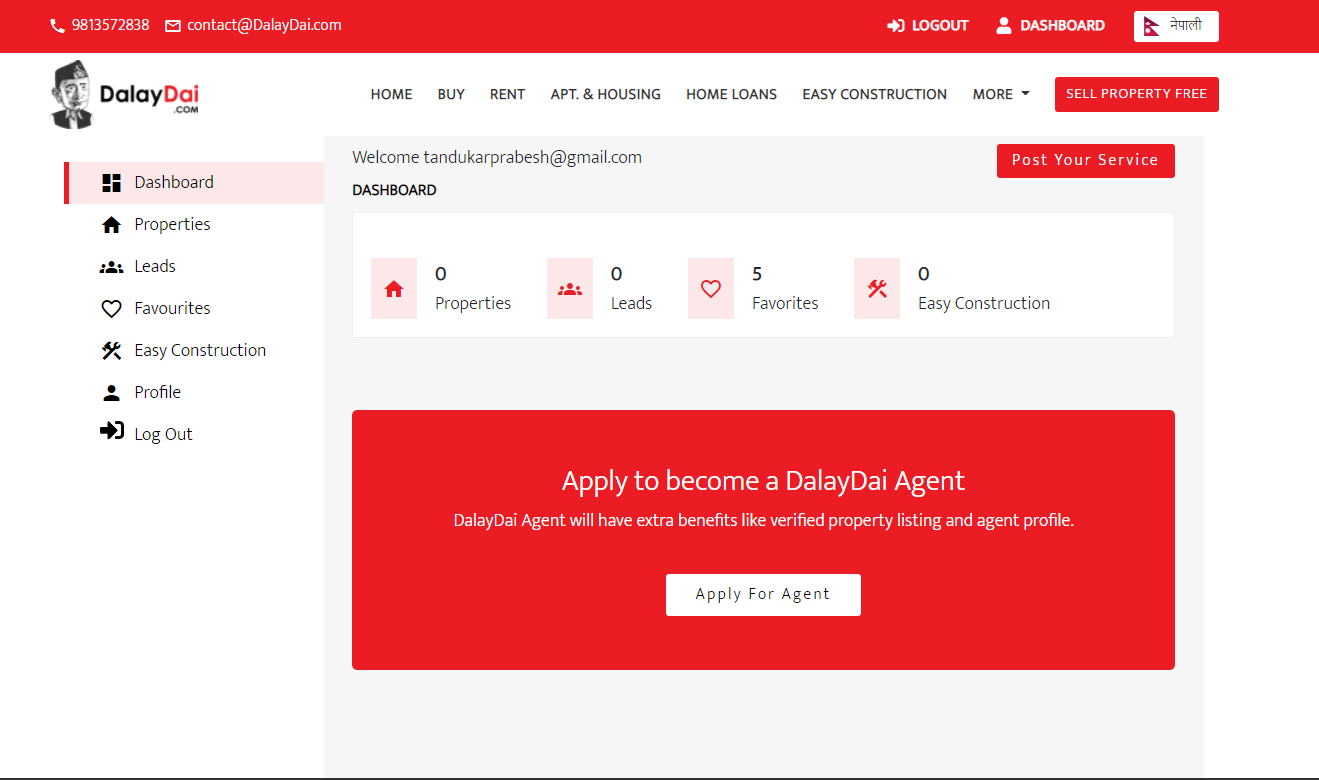 9813572838 contact@DalayDai.com LOGOUT DASHBOARD नेपाली
DalayDai
.COM
HOME BUY RENT APT. & HOUSING HOME LOANS EASY CONSTRUCTION MORE SELL PROPERTY FREE
Dashboard
Properties
Leads
Favourites
Easy Construction
Profile
Log Out
Welcome tandukarprabesh@gmail.com
Post Your Service
DASHBOARD
0
Properties
0
Leads
5
Favorites
0
Easy Construction
Apply to become a DalayDai Agent
DalayDai Agent will have extra benefits like verified property listing and agent profile.
Apply For Agent